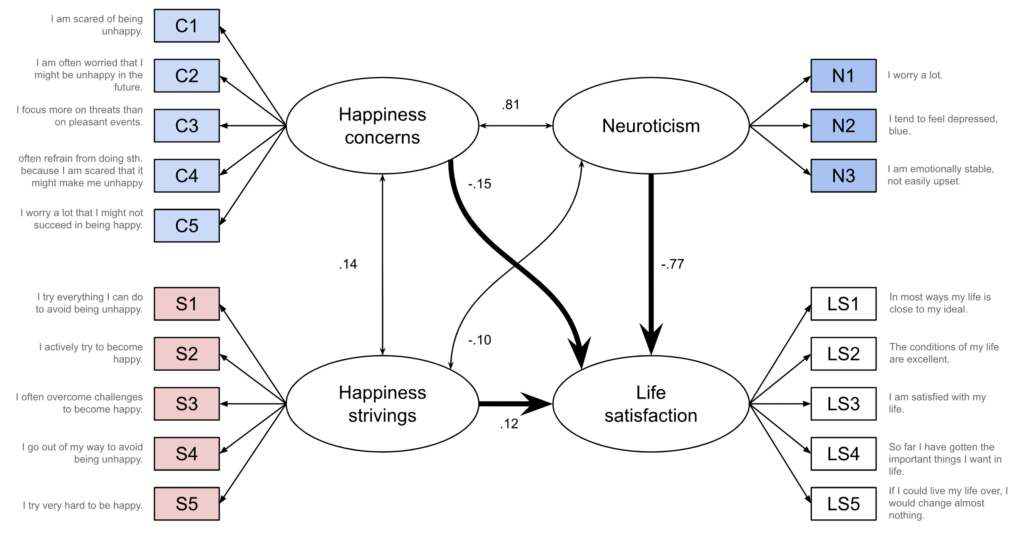 I am scared of being
unhappy.
C1
I am often worried that I
might be unhappy in the
future.
C2
I focus more on threats than
on pleasant events.
C3
often refrain from doing sth.
because I am scared that it
might make me unhappy
C4
I worry a lot that I might not
succeed in being happy.
C5
Happiness
concerns
.81
Neuroticism
N1
I worry a lot.
N2
I tend to feel depressed,
blue.
N3
I am emotionally stable,
not easily upset.
-.15
.14
-.77
-.10
I try everything I can do
to avoid being unhappy.
S1
I actively try to become
happy.
S2
I often overcome challenges
to become happy.
S3
I go out of my way to avoid
being unhappy.
S4
I try very hard to be happy.
S5
Happiness
strivings
.12
Life
satisfaction
LS1
In most ways my life is
close to my ideal.
LS2
The conditions of my life
are excellent.
LS3
I am satisfied with my
life.
LS4
So far I have gotten the
important things I want in
life.
LS5
If I could live my life over, I
would change almost
nothing.